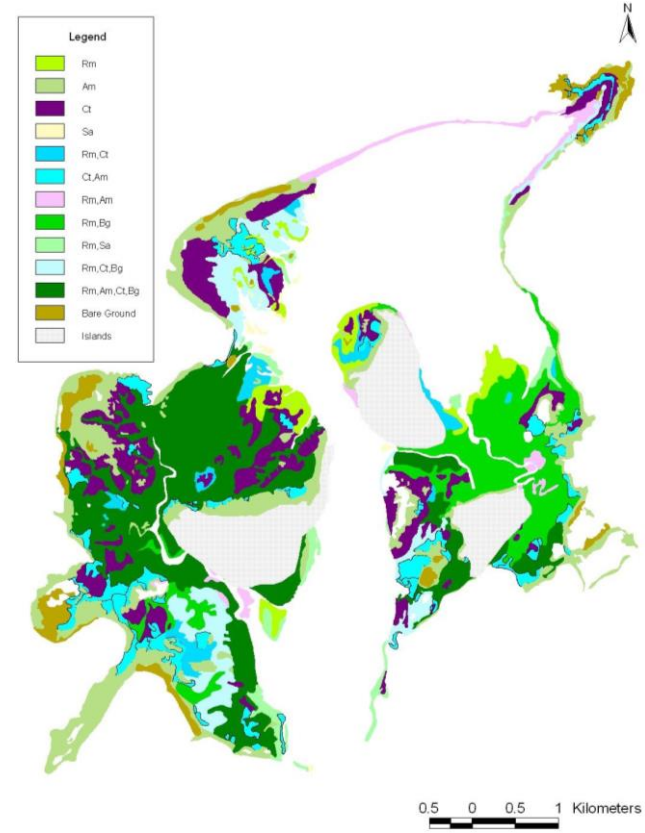 N
Legend
Rm
Am
Ct
Sa
Rm,Ct
Ct,Am
Rm,Am
Rm,Bg
Rm,Sa
Rm,Ct,Bg
Rm,Am,Ct,Bg
Bare Ground
Islands
0.5 0 0.5 1 Kilometers